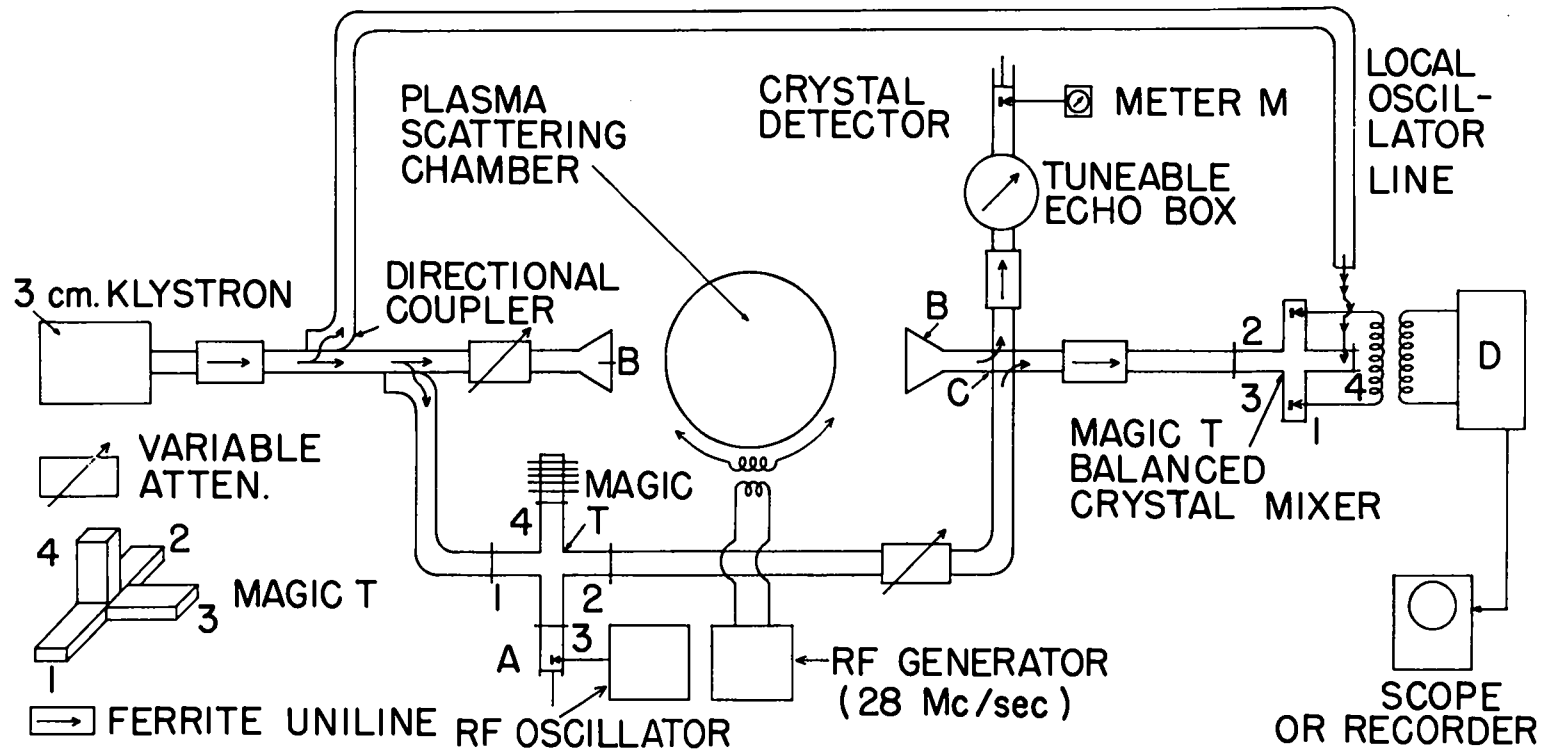 PLASMA
SCATTERING
CHAMBER
CRYSTAL
DETECTOR
METER M
LOCAL
OSCIL-
LATOR
LINE
TUNEABLE
ECHO BOX
3 cm. KLYSTRON
DIRECTIONAL
COUPLER
B
B
C
2
3
4
1
D
MAGIC T
BALANCED
CRYSTAL MIXER
VARIABLE
ATTEN.
MAGIC
T
4
1
2
3
A
4
2
3
1
MAGIC T
FERRITE UNILINE
RF OSCILLATOR
RF GENERATOR
(28 Mc/sec)
SCOPE
OR RECORDER